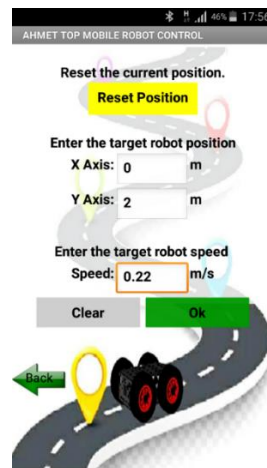 46% 17:56
AHMET TOP MOBILE ROBOT CONTROL
Reset the current position.
Reset Position
Enter the target robot position
X Axis: 0 m
Y Axis: 2 m
Enter the target robot speed
Speed: 0.22 m/s
Clear Ok
Back